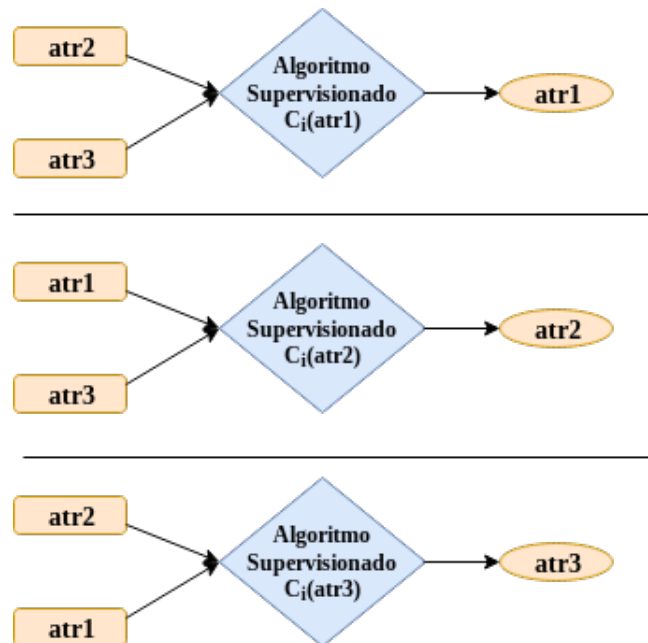 atr2
Algoritmo
Supervisionado
Cᵢ(atr1)
atr1
atr3
atr1
Algoritmo
Supervisionado
Cᵢ(atr2)
atr2
atr3
atr2
Algoritmo
Supervisionado
Cᵢ(atr3)
atr3
atr1